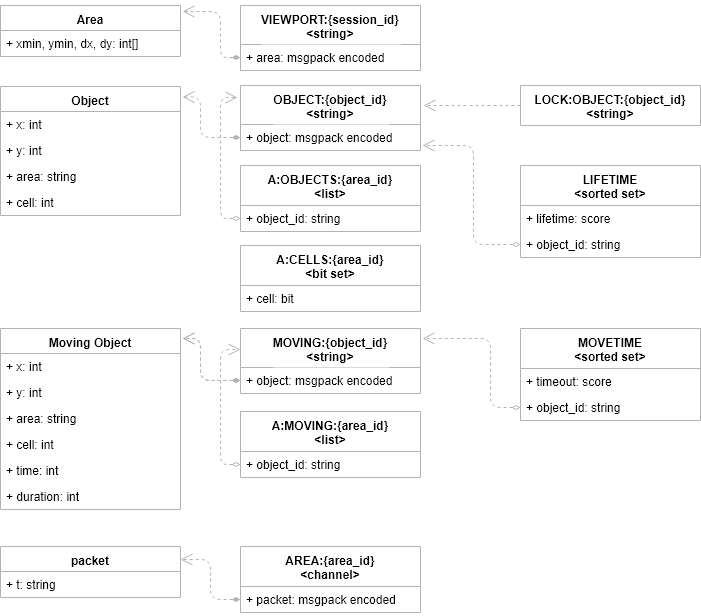 Area
+ xmin, ymin, dx, dy: int[]
VIEWPORT:{session_id}
<string>
+ area: msgpack encoded
Object
+ x: int
+ y: int
+ area: string
+ cell: int
OBJECT:{object_id}
<string>
+ object: msgpack encoded
LOCK:OBJECT:{object_id}
<string>
A:OBJECTS:{area_id}
<list>
+ object_id: string
LIFETIME
<sorted set>
+ lifetime: score
+ object_id: string
A:CELLS:{area_id}
<bit set>
+ cell: bit
Moving Object
+ x: int
+ y: int
+ area: string
+ cell: int
+ time: int
+ duration: int
MOVING:{object_id}
<string>
+ object: msgpack encoded
MOVETIME
<sorted set>
+ timeout: score
+ object_id: string
A:MOVING:{area_id}
<list>
+ object_id: string
packet
+ t: string
AREA:{area_id}
<channel>
+ packet: msgpack encoded